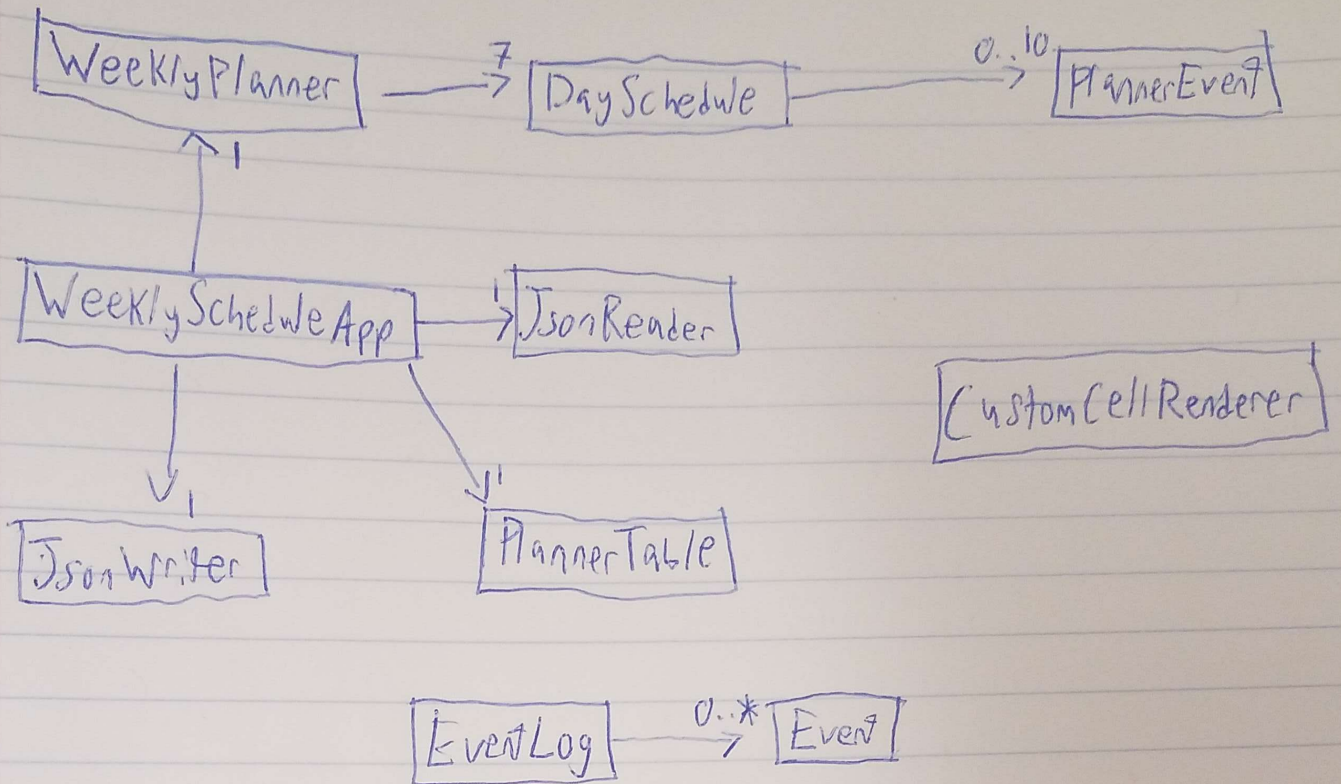 WeeklyPlanner
7
DaySchedule
0..10
PlannerEvent
1
WeeklyScheduleApp
1
JsonReader
CustomCellRenderer
1
JsonWriter
1
PlannerTable
EventLog
0..*
Event